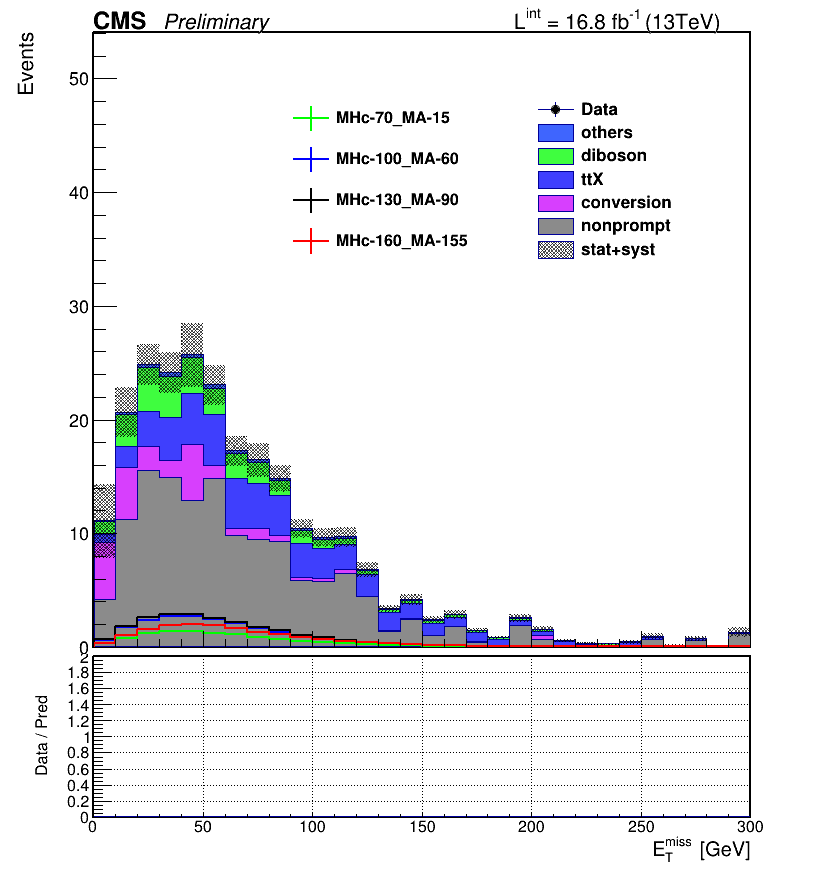 CMS Preliminary L^int = 16.8 fb^-1 (13TeV)
Events
50
40
30
20
10
0
MHc-70_MA-15
MHc-100_MA-60
MHc-130_MA-90
MHc-160_MA-155
Data
others
diboson
ttX
conversion
nonprompt
stat+syst
Data / Pred
2
1.8
1.6
1.4
1.2
1
0.8
0.6
0.4
0.2
0
0 50 100 150 200 250 300
E_T^miss [GeV]